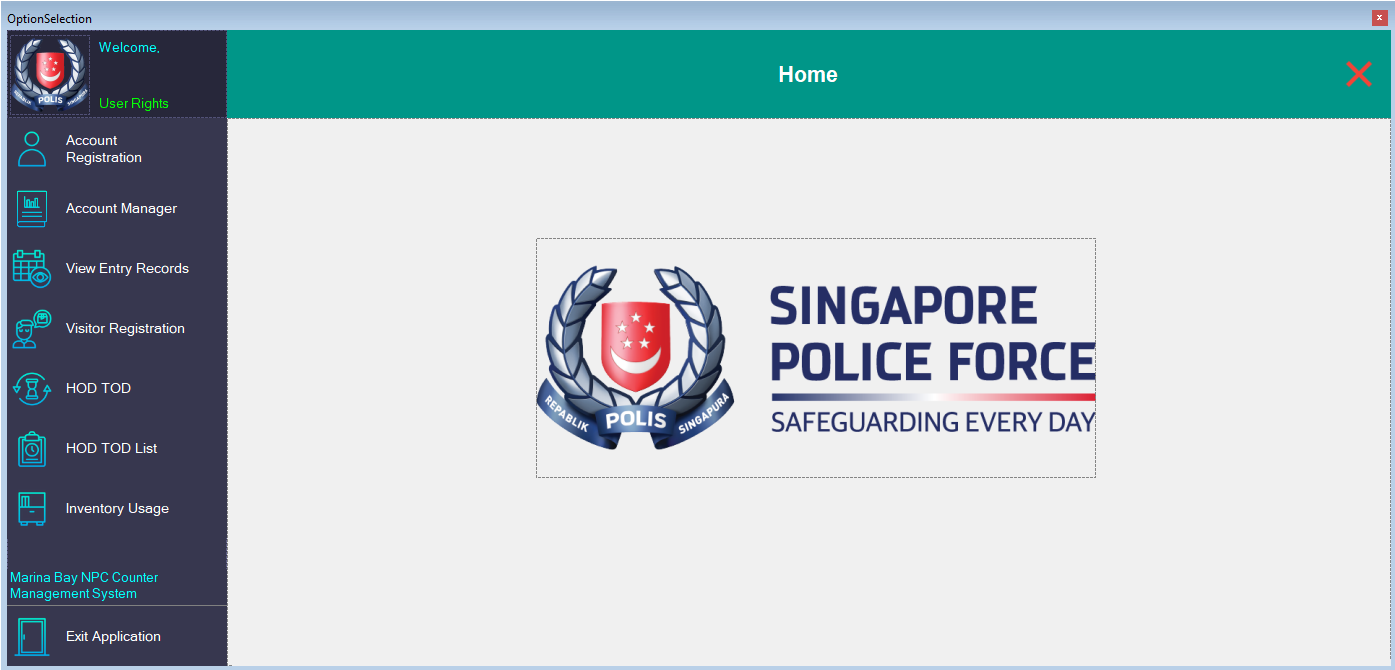 OptionSelection
x
REPABLIK POLIS SINGAPURA
Welcome,
User Rights
Home
Account
Registration
Account Manager
View Entry Records
Visitor Registration
HOD TOD
HOD TOD List
Inventory Usage
REPABLIK POLIS SINGAPURA
SINGAPORE
POLICE FORCE
SAFEGUARDING EVERY DAY
Marina Bay NPC Counter
Management System
Exit Application